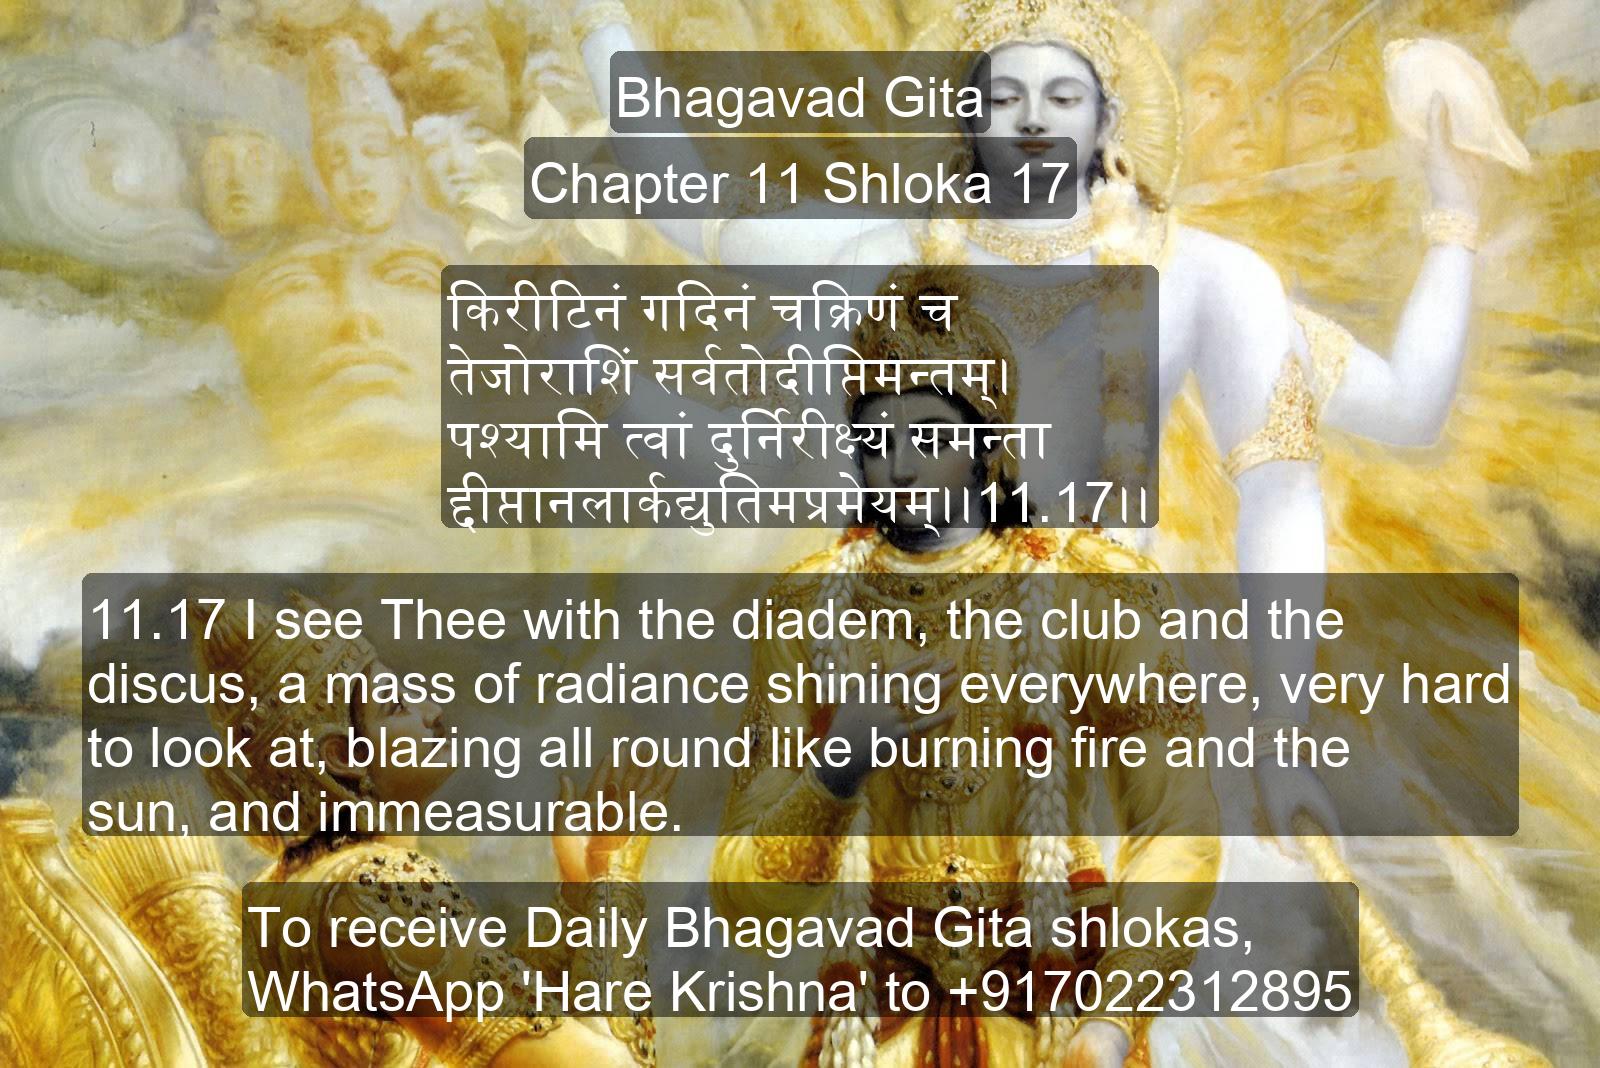 Bhagavad Gita
Chapter 11 Shloka 17
किरीटिनं गदिनं चक्रिणं च
तेजोराशिं सर्वतोदीप्तिमन्तम्।
पश्यामि त्वां दुर्निरीक्ष्यं समन्ता
द्दीप्तानलार्कद्युतिमप्रमेयम्।।11.17।।
11.17 I see Thee with the diadem, the club and the
discus, a mass of radiance shining everywhere, very hard
to look at, blazing all round like burning fire and the
sun, and immeasurable.
To receive Daily Bhagavad Gita shlokas,
WhatsApp 'Hare Krishna' to +917022312895